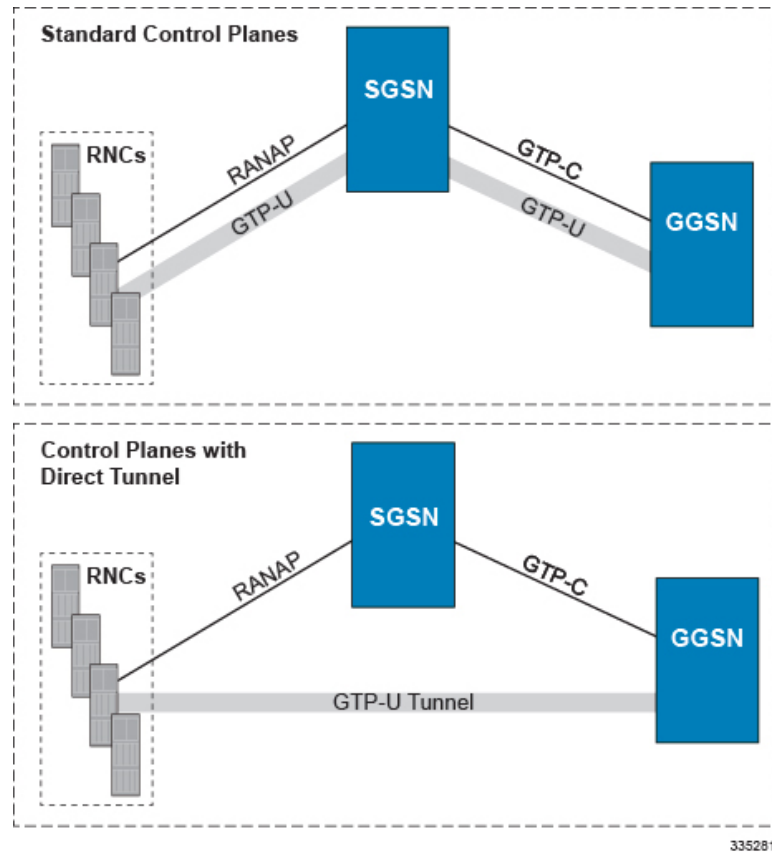 Standard Control Planes
SGSN
RNCs
RANAP
GTP-C
GTP-U
GTP-U
GGSN
Control Planes with
Direct Tunnel
SGSN
RNCs
RANAP
GTP-C
GGSN
GTP-U Tunnel
335281